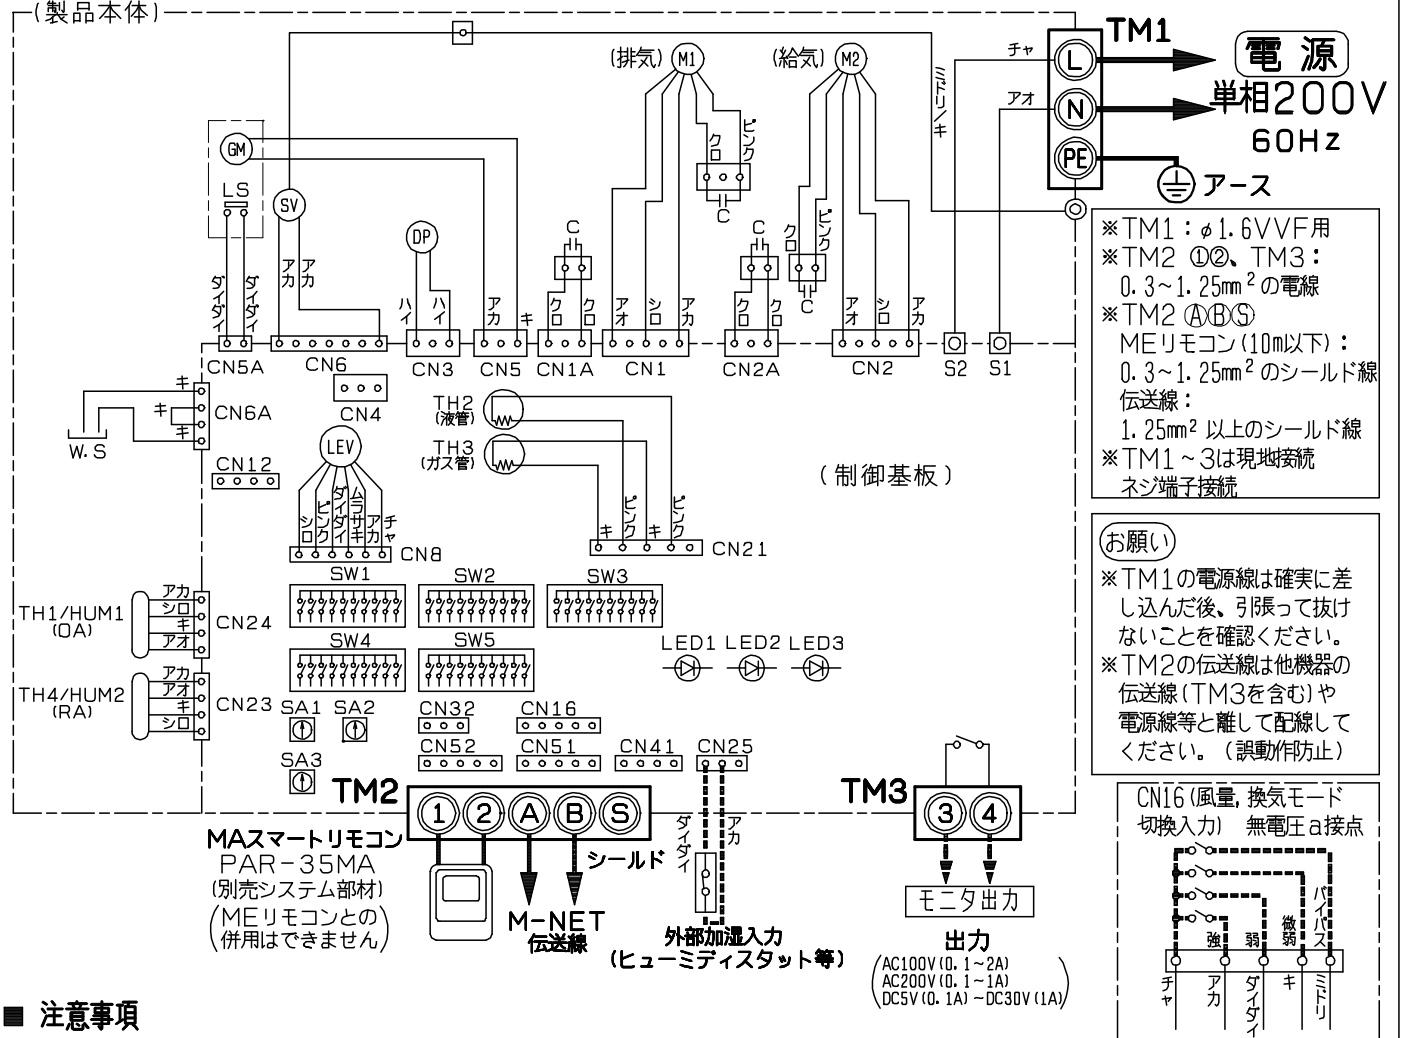 (製品本体)
TM1
L
N
PE
電源
単相200V
60Hz
アース
チャ
アオ
ミドリ/キ
(排気)
M1
(給気)
M2
GM
LS
SV
DP
クロ
ピンク
C
C
C
クロ
ピンク
C
ダイダイ
ダイダイ
アカ
アカ
ハイ
ハイ
アカ
キ
クロ
クロ
アオ
シロ
アカ
クロ
クロ
アオ
シロ
アカ
CN5A
CN6
CN3
CN5
CN1A
CN1
CN2A
CN2
S2
S1
CN4
キ
キ
キ
W.S
CN6A
CN12
LEV
シロ
ピンク
ダイダイ
ムラサキ
アカ
チャ
CN8
TH2
(液管)
TH3
(ガス管)
キ
ピンク
キ
ピンク
CN21
(制御基板)
SW1
SW2
SW3
SW4
SW5
LED1
LED2
LED3
TH1/HUM1
(OA)
アカ
シロ
キ
アオ
CN24
TH4/HUM2
(RA)
アカ
アオ
キ
シロ
CN23
SA1
SA2
SA3
CN32
CN16
CN52
CN51
CN41
CN25
TM2
1
2
A
B
S
TM3
3
4
MAスマートリモコン
PAR-35MA
(別売システム部材)
(MEリモコンとの
併用はできません)
シールド
M-NET
伝送線
ダイダイ
アカ
外部加湿入力
(ヒューミディスタット等)
モニタ出力
出力
(AC100V(0.1~2A)
AC200V(0.1~1A)
DC5V(0.1A)~DC30V(1A))
※TM1:φ1.6VVF用
※TM2 ①②、TM3:
0.3~1.25mm²の電線
※TM2 ⒶⒷⓈ
MEリモコン(10m以下):
0.3~1.25mm²のシールド線
伝送線:
1.25mm²以上のシールド線
※TM1~3は現地接続
ネジ端子接続
お願い
※TM1の電源線は確実に差
し込んだ後、引張って抜け
ないことを確認ください。
※TM2の伝送線は他機器の
伝送線(TM3を含む)や
電源線等と離して配線して
ください。(誤動作防止)
CN16(風量,換気モード
切換入力) 無電圧a接点
強
弱
微弱
バイパス
チャ
アカ
ダイダイ
キ
ミドリ
■ 注意事項